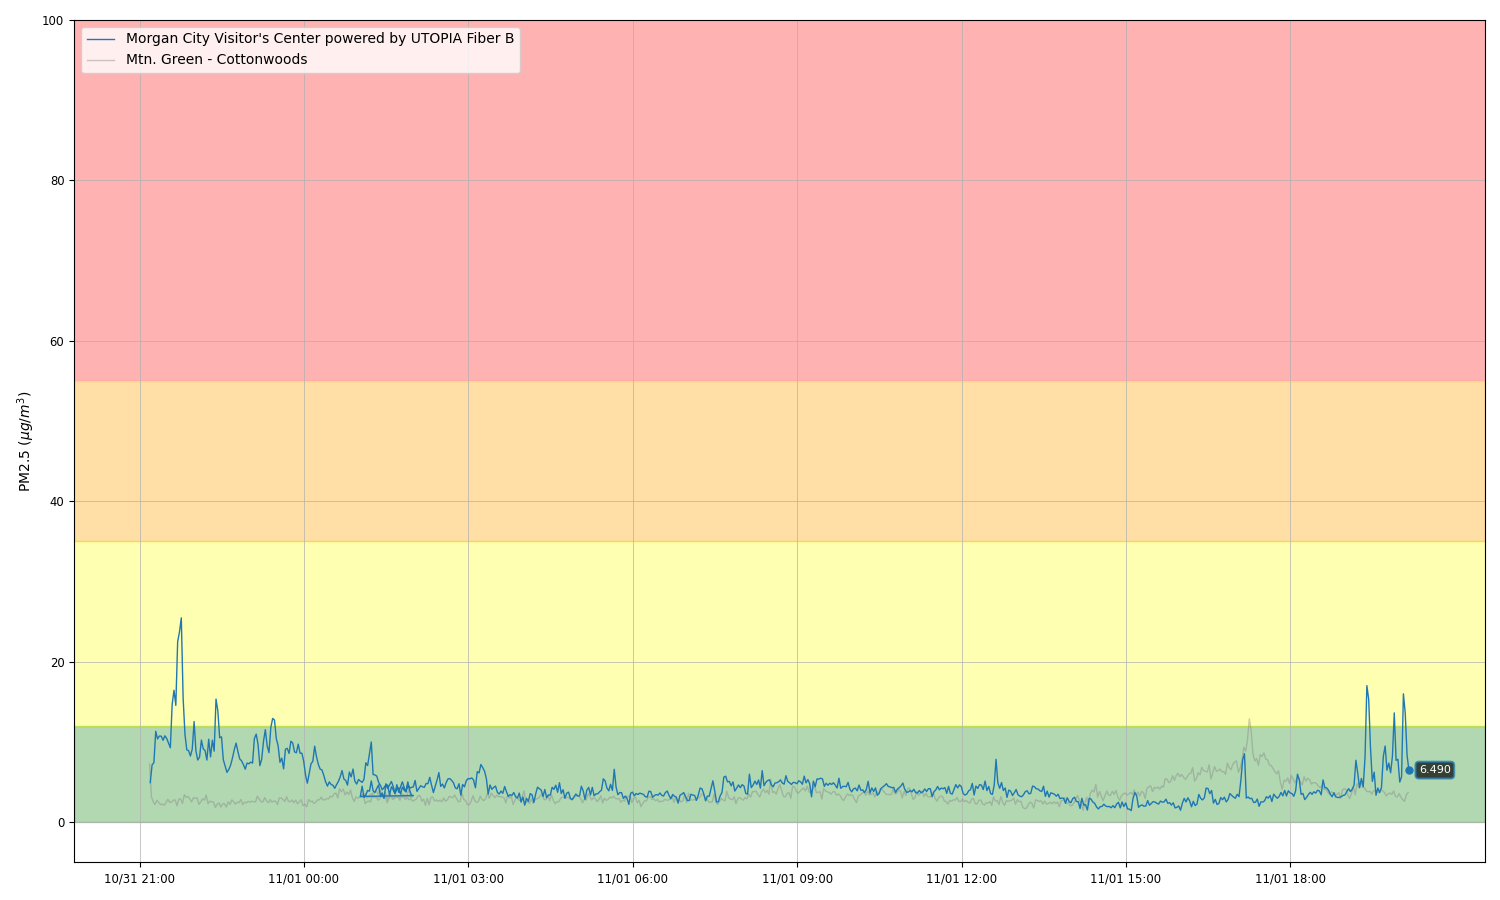 100
80
60
40
20
0
PM2.5 (μg/m³)
Morgan City Visitor's Center powered by UTOPIA Fiber B
Mtn. Green - Cottonwoods
6.490
10/31 21:00 11/01 00:00 11/01 03:00 11/01 06:00 11/01 09:00 11/01 12:00 11/01 15:00 11/01 18:00